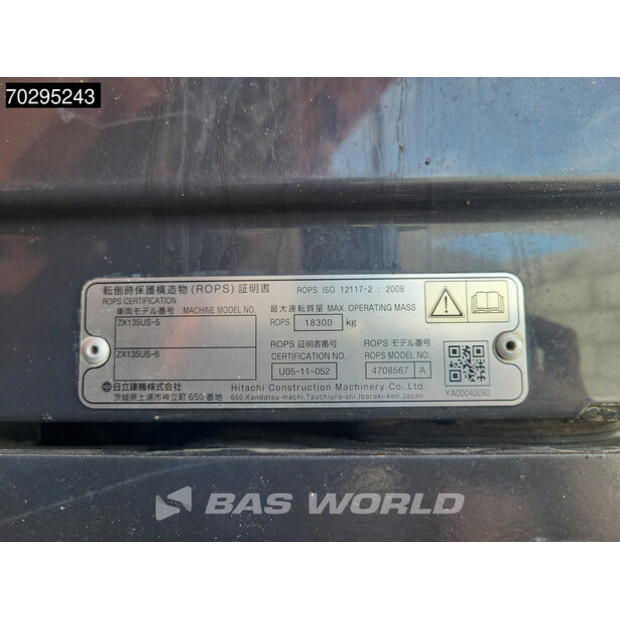 70295243
転倒時保護構造物(ROPS)証明書
ROPS CERTIFICATION
ROPS ISO 12117-2 : 2008
車両モデル番号 MACHINE MODEL NO.
ZX135US-5
ZX135US-6
最大運転質量 MAX. OPERATING MASS
ROPS 18300 kg
ROPS 証明書番号
CERTIFICATION NO.
U05-11-052
ROPS モデル番号
ROPS MODEL NO.
4708567 A
YA00040092
日立建機株式会社
茨城県土浦市神立町 650 番地
Hitachi Construction Machinery Co., Ltd.
650, Kandatsu-machi, Tsuchiura-shi, Ibaraki-ken, Japan
BAS WORLD